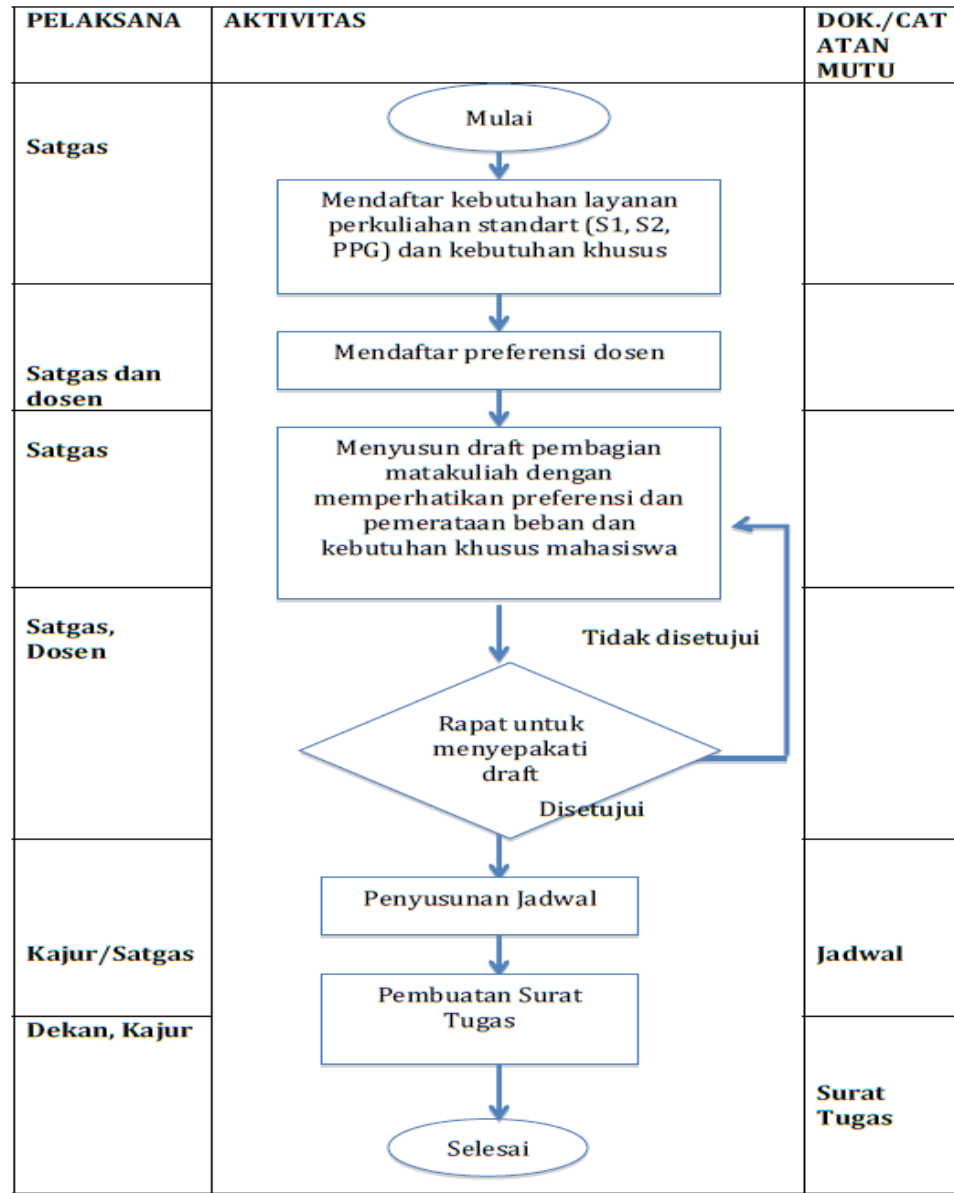 PELAKSANA
AKTIVITAS
DOK./CAT
ATAN
MUTU
Satgas
Mulai
Mendaftar kebutuhan layanan
perkuliahan standart (S1, S2,
PPG) dan kebutuhan khusus
Satgas dan
dosen
Mendaftar preferensi dosen
Satgas
Menyusun draft pembagian
matakuliah dengan
memperhatikan preferensi dan
pemerataan beban dan
kebutuhan khusus mahasiswa
Satgas,
Dosen
Tidak disetujui
Rapat untuk
menyepakati
draft
Disetujui
Penyusunan Jadwal
Kajur/Satgas
Jadwal
Pembuatan Surat
Tugas
Dekan, Kajur
Surat
Tugas
Selesai